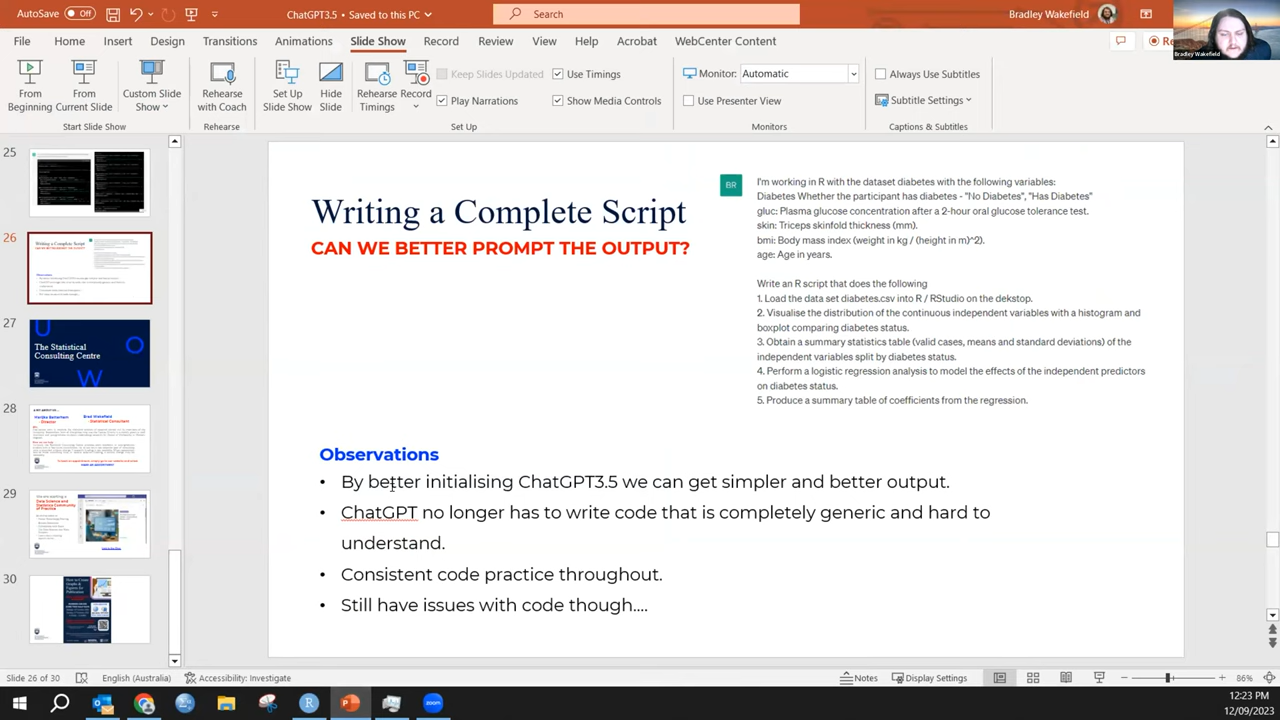 AutoSave Off ChatGPT3.5 • Saved to this PC Search Bradley Wakefield
File Home Insert Design Transitions Animations Slide Show Record Review View Help Acrobat WebCenter Content
Bradley Wakefield
From Beginning
From Current Slide
Custom Slide Show
Start Slide Show
Rehearse with Coach
Rehearse
Set Up Slide Show
Hide Slide
Rehearse Timings
Record
Keep Slides Updated
Use Timings
Play Narrations
Show Media Controls
Set Up
Monitor: Automatic
Use Presenter View
Monitors
Always Use Subtitles
Subtitle Settings
Captions & Subtitles
25
26
Writing a Complete Script
27
The Statistical
Consulting Centre
28
29
30
Writing a Complete Script
CAN WE BETTER PROMPT THE OUTPUT?
BR
I'm working in R with the dataset diabetes with the following variables:
Diabetes Whether the participant has diabetes - "No Diabetes", "Has Diabetes"
gluc: Plasma glucose concentration after a 2-hour oral glucose tolerance test.
skin: Triceps skinfold thickness (mm).
bmi: Body mass index (weight in kg / (height in m)^2).
age: Age in years.
Write an R script that does the following
1. Load the data set diabetes.csv into R / RStudio on the dekstop.
2. Visualise the distribution of the continuous independent variables with a histogram and
boxplot comparing diabetes status.
3. Obtain a summary statistics table (valid cases, means and standard deviations) of the
independent variables split by diabetes status.
4. Perform a logistic regression analysis to model the effects of the independent predictors
on diabetes status.
5. Produce a summary table of coefficients from the regression.
Observations
• By better initialising ChatGPT3.5 we can get simpler and better output.
• ChatGPT no longer has to write code that is completely generic and hard to
understand.
• Consistent code practice throughout.
• Still have issues with code though....
Slide 26 of 30 English (Australia) Accessibility: Investigate Notes Display Settings 86%
12:23 PM
12/09/2023